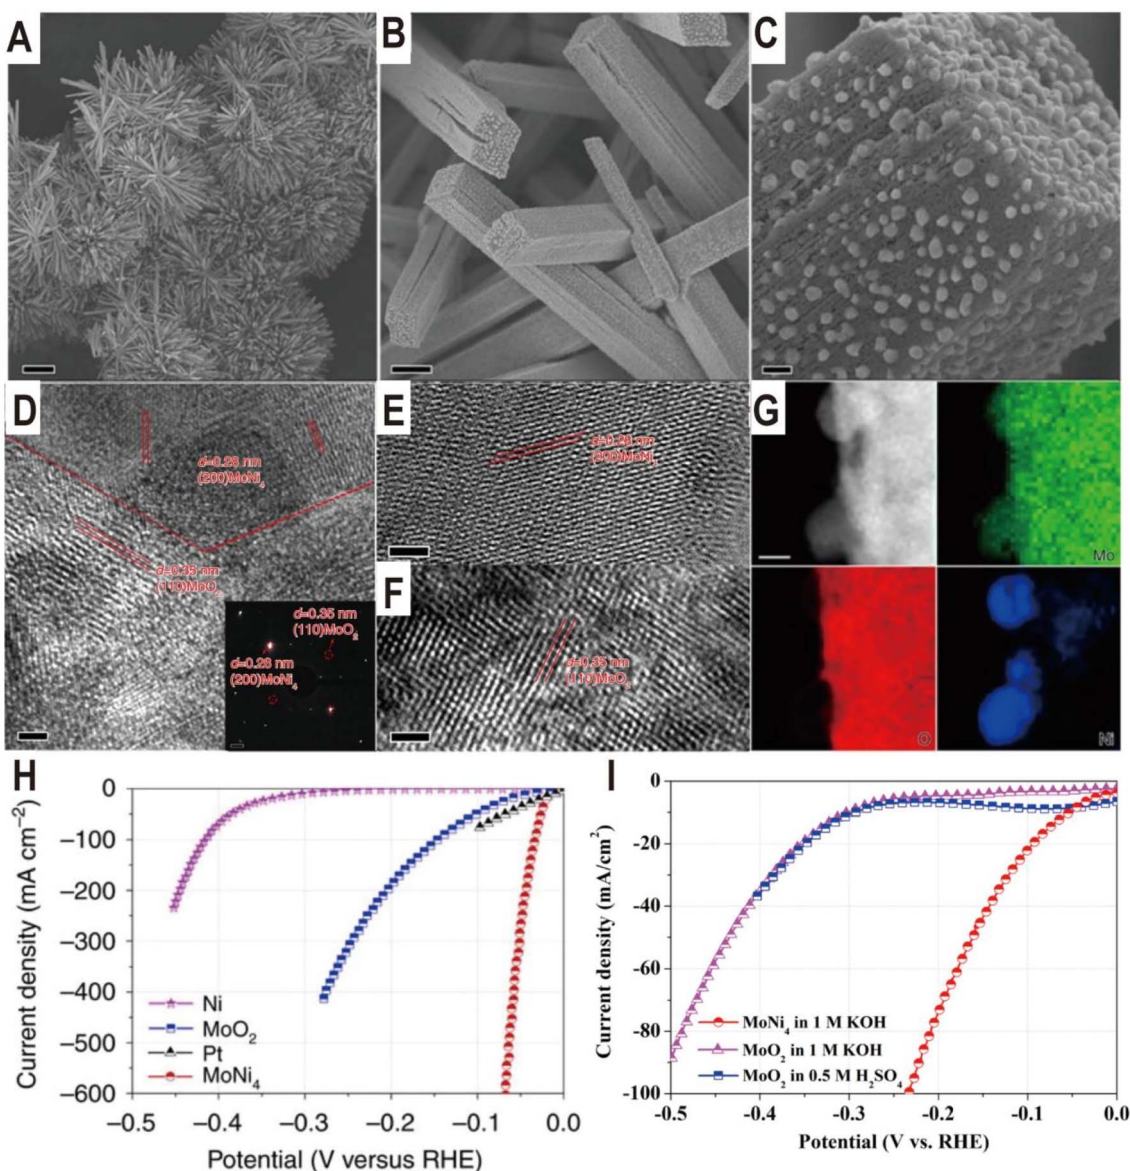 A
B
C
D
d=0.28 nm
(200)MoNi₄
d=0.35 nm
(110)MoO₂
d=0.35 nm
(110)MoO₂
d=0.28 nm
(200)MoNi₄
E
d=0.28 nm
(200)MoNi₄
F
d=0.35 nm
(110)MoO₂
G
Mo
O
Ni
H
Current density (mA cm⁻²)
0
−100
−200
−300
−400
−500
−600
Ni
MoO₂
Pt
MoNi₄
−0.5
−0.4
−0.3
−0.2
−0.1
0.0
Potential (V versus RHE)
I
Current density (mA/cm²)
0
-20
-40
-60
-80
-100
MoNi₄ in 1 M KOH
MoO₂ in 1 M KOH
MoO₂ in 0.5 M H₂SO₄
-0.5
-0.4
-0.3
-0.2
-0.1
0.0
Potential (V vs. RHE)